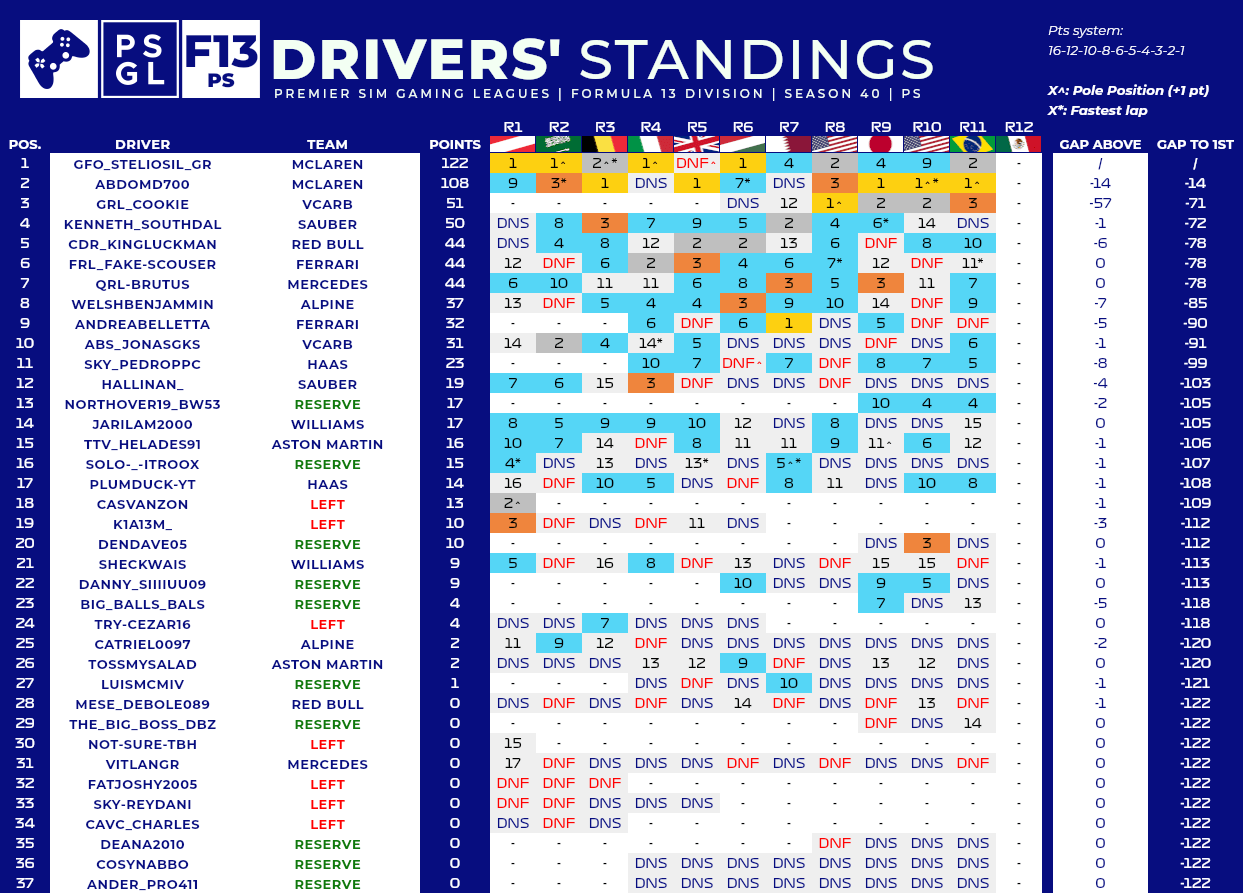 PS
GL
F13
PS
DRIVERS' STANDINGS
PREMIER SIM GAMING LEAGUES | FORMULA 13 DIVISION | SEASON 40 | PS
Pts system:
16-12-10-8-6-5-4-3-2-1
X^: Pole Position (+1 pt)
X*: Fastest lap
R1 R2 R3 R4 R5 R6 R7 R8 R9 R10 R11 R12
POS. DRIVER TEAM POINTS GAP ABOVE GAP TO 1ST
1 GFO_STELIOSIL_GR MCLAREN 122 1 1^ 2^* 1^ DNF^ 1 4 2 4 9 2 - / /
2 ABDOMD700 MCLAREN 108 9 3* 1 DNS 1 7* DNS 3 1 1^* 1^ - -14 -14
3 GRL_COOKIE VCARB 51 - - - - - DNS 12 1^ 2 2 3 - -57 -71
4 KENNETH_SOUTHDAL SAUBER 50 DNS 8 3 7 9 5 2 4 6* 14 DNS - -1 -72
5 CDR_KINGLUCKMAN RED BULL 44 DNS 4 8 12 2 2 13 6 DNF 8 10 - -6 -78
6 FRL_FAKE-SCOUSER FERRARI 44 12 DNF 6 2 3 4 6 7* 12 DNF 11* - 0 -78
7 QRL-BRUTUS MERCEDES 44 6 10 11 11 6 8 3 5 3 11 7 - 0 -78
8 WELSHBENJAMMIN ALPINE 37 13 DNF 5 4 4 3 9 10 14 DNF 9 - -7 -85
9 ANDREABELLETTA FERRARI 32 - - - 6 DNF 6 1 DNS 5 DNF DNF - -5 -90
10 ABS_JONASGKS VCARB 31 14 2 4 14* 5 DNS DNS DNS DNF DNS 6 - -1 -91
11 SKY_PEDROPPC HAAS 23 - - - 10 7 DNF^ 7 DNF 8 7 5 - -8 -99
12 HALLINAN_ SAUBER 19 7 6 15 3 DNF DNS DNS DNF DNS DNS DNS - -4 -103
13 NORTHOVER19_BW53 RESERVE 17 - - - - - - - - 10 4 4 - -2 -105
14 JARILAM2000 WILLIAMS 17 8 5 9 9 10 12 DNS 8 DNS DNS 15 - 0 -105
15 TTV_HELADES91 ASTON MARTIN 16 10 7 14 DNF 8 11 11 9 11^ 6 12 - -1 -106
16 SOLO-_-ITROOX RESERVE 15 4* DNS 13 DNS 13* DNS 5^* DNS DNS DNS DNS - -1 -107
17 PLUMDUCK-YT HAAS 14 16 DNF 10 5 DNS DNF 8 11 DNS 10 8 - -1 -108
18 CASVANZON LEFT 13 2^ - - - - - - - - - - - -1 -109
19 K1A13M_ LEFT 10 3 DNF DNS DNF 11 DNS - - - - - - -3 -112
20 DENDAVE05 RESERVE 10 - - - - - - - - DNS 3 DNS - 0 -112
21 SHECKWAIS WILLIAMS 9 5 DNF 16 8 DNF 13 DNS DNF 15 15 DNF - -1 -113
22 DANNY_SIIIIUU09 RESERVE 9 - - - - - 10 DNS DNS 9 5 DNS - 0 -113
23 BIG_BALLS_BALS RESERVE 4 - - - - - - - - 7 DNS 13 - -5 -118
24 TRY-CEZAR16 LEFT 4 DNS DNS 7 DNS DNS DNS - - - - - - 0 -118
25 CATRIEL0097 ALPINE 2 11 9 12 DNF DNS DNS DNS DNS DNS DNS DNS - -2 -120
26 TOSSMYSALAD ASTON MARTIN 2 DNS DNS DNS 13 12 9 DNF DNS 13 12 DNS - 0 -120
27 LUISMCMIV RESERVE 1 - - - DNS DNF DNS 10 DNS DNS DNS DNS - -1 -121
28 MESE_DEBOLE089 RED BULL 0 DNS DNF DNS DNF DNS 14 DNF DNS DNF 13 DNF - -1 -122
29 THE_BIG_BOSS_DBZ RESERVE 0 - - - - - - - - DNF DNS 14 - 0 -122
30 NOT-SURE-TBH LEFT 0 15 - - - - - - - - - - - 0 -122
31 VITLANGR MERCEDES 0 17 DNF DNS DNS DNS DNF DNS DNF DNS DNS DNF - 0 -122
32 FATJOSHY2005 LEFT 0 DNF DNF DNF - - - - - - - - - 0 -122
33 SKY-REYDANI LEFT 0 DNF DNF DNS DNS DNS - - - - - - - 0 -122
34 CAVC_CHARLES LEFT 0 DNS DNF DNS - - - - - - - - - 0 -122
35 DEANA2010 RESERVE 0 - - - - - - - DNF DNS DNS DNS - 0 -122
36 COSYNABBO RESERVE 0 - - - DNS DNS DNS DNS DNS DNS DNS DNS - 0 -122
37 ANDER_PRO411 RESERVE 0 - - - DNS DNS DNS DNS DNS DNS DNS DNS - 0 -122